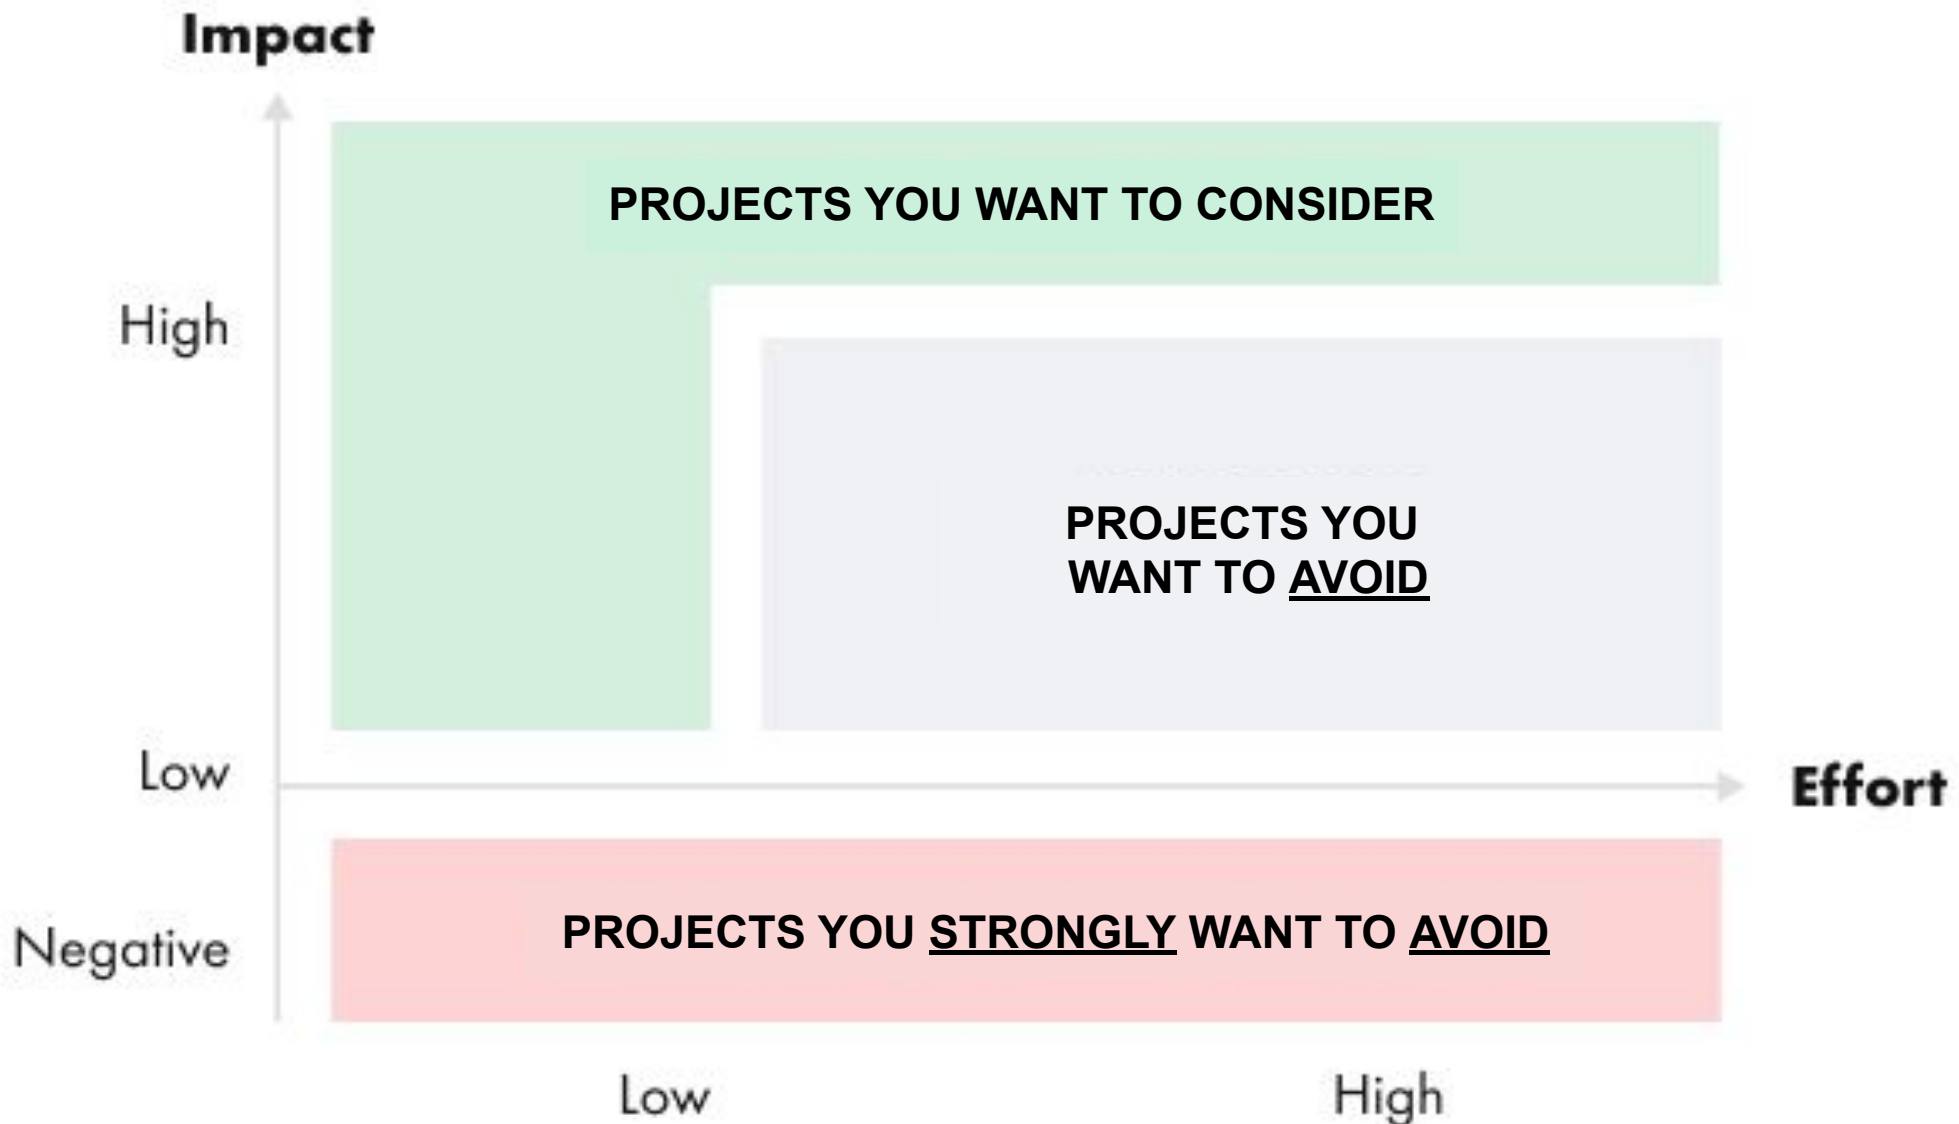 Impact
PROJECTS YOU WANT TO CONSIDER
High
PROJECTS YOU
WANT TO AVOID
Low
Effort
PROJECTS YOU STRONGLY WANT TO AVOID
Negative
Low
High